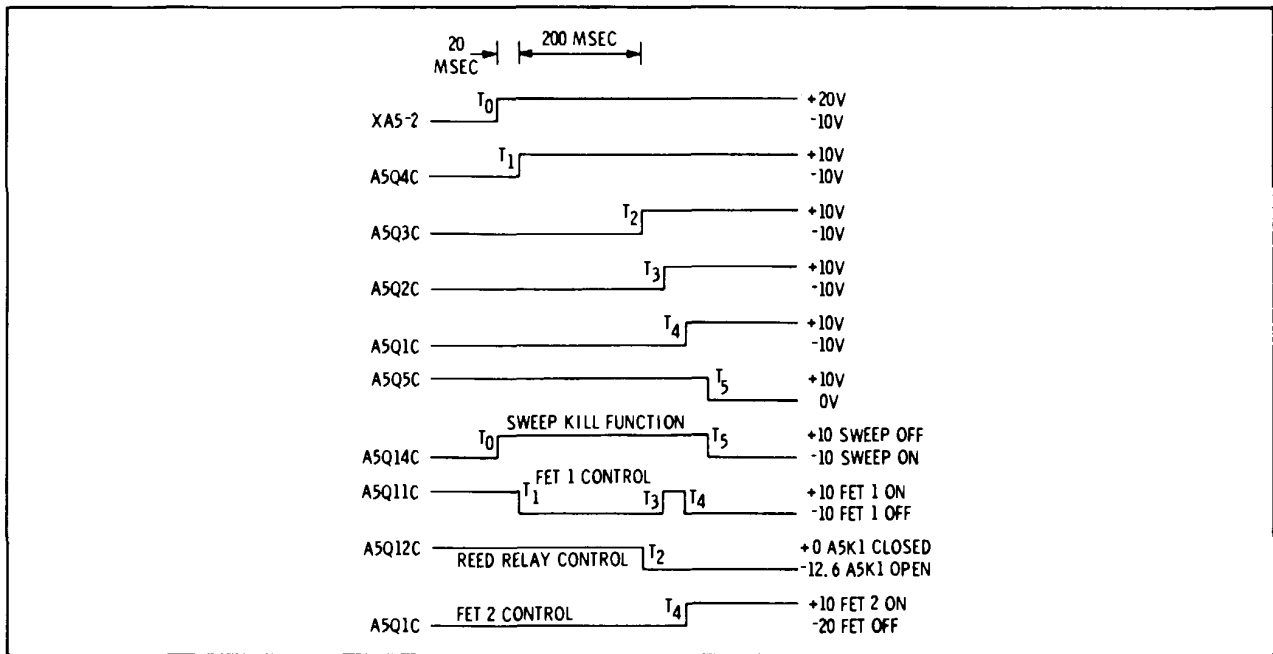 20 MSEC
200 MSEC
XA5-2 T0 +20V
-10V
A5Q4C T1 +10V
-10V
A5Q3C T2 +10V
-10V
A5Q2C T3 +10V
-10V
A5Q1C T4 +10V
-10V
A5Q5C T5 +10V
0V
SWEEP KILL FUNCTION
A5Q14C T0 T5 +10 SWEEP OFF
-10 SWEEP ON
FET 1 CONTROL
A5Q11C T1 T3 T4 +10 FET 1 ON
-10 FET 1 OFF
A5Q12C T2 +0 A5K1 CLOSED
REED RELAY CONTROL -12.6 A5K1 OPEN
A5Q1C FET 2 CONTROL T4 +10 FET 2 ON
-20 FET OFF